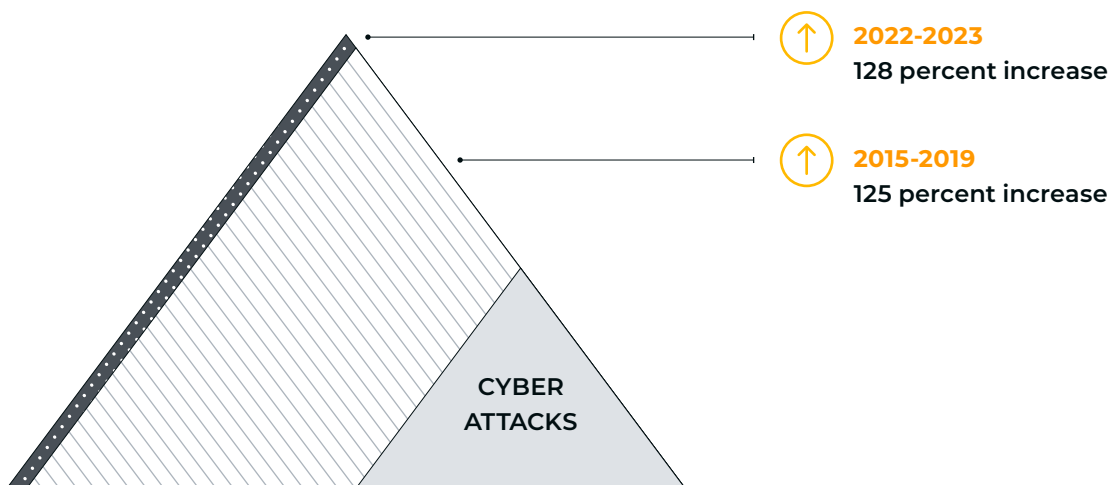 2022-2023
128 percent increase
2015-2019
125 percent increase
CYBER
ATTACKS